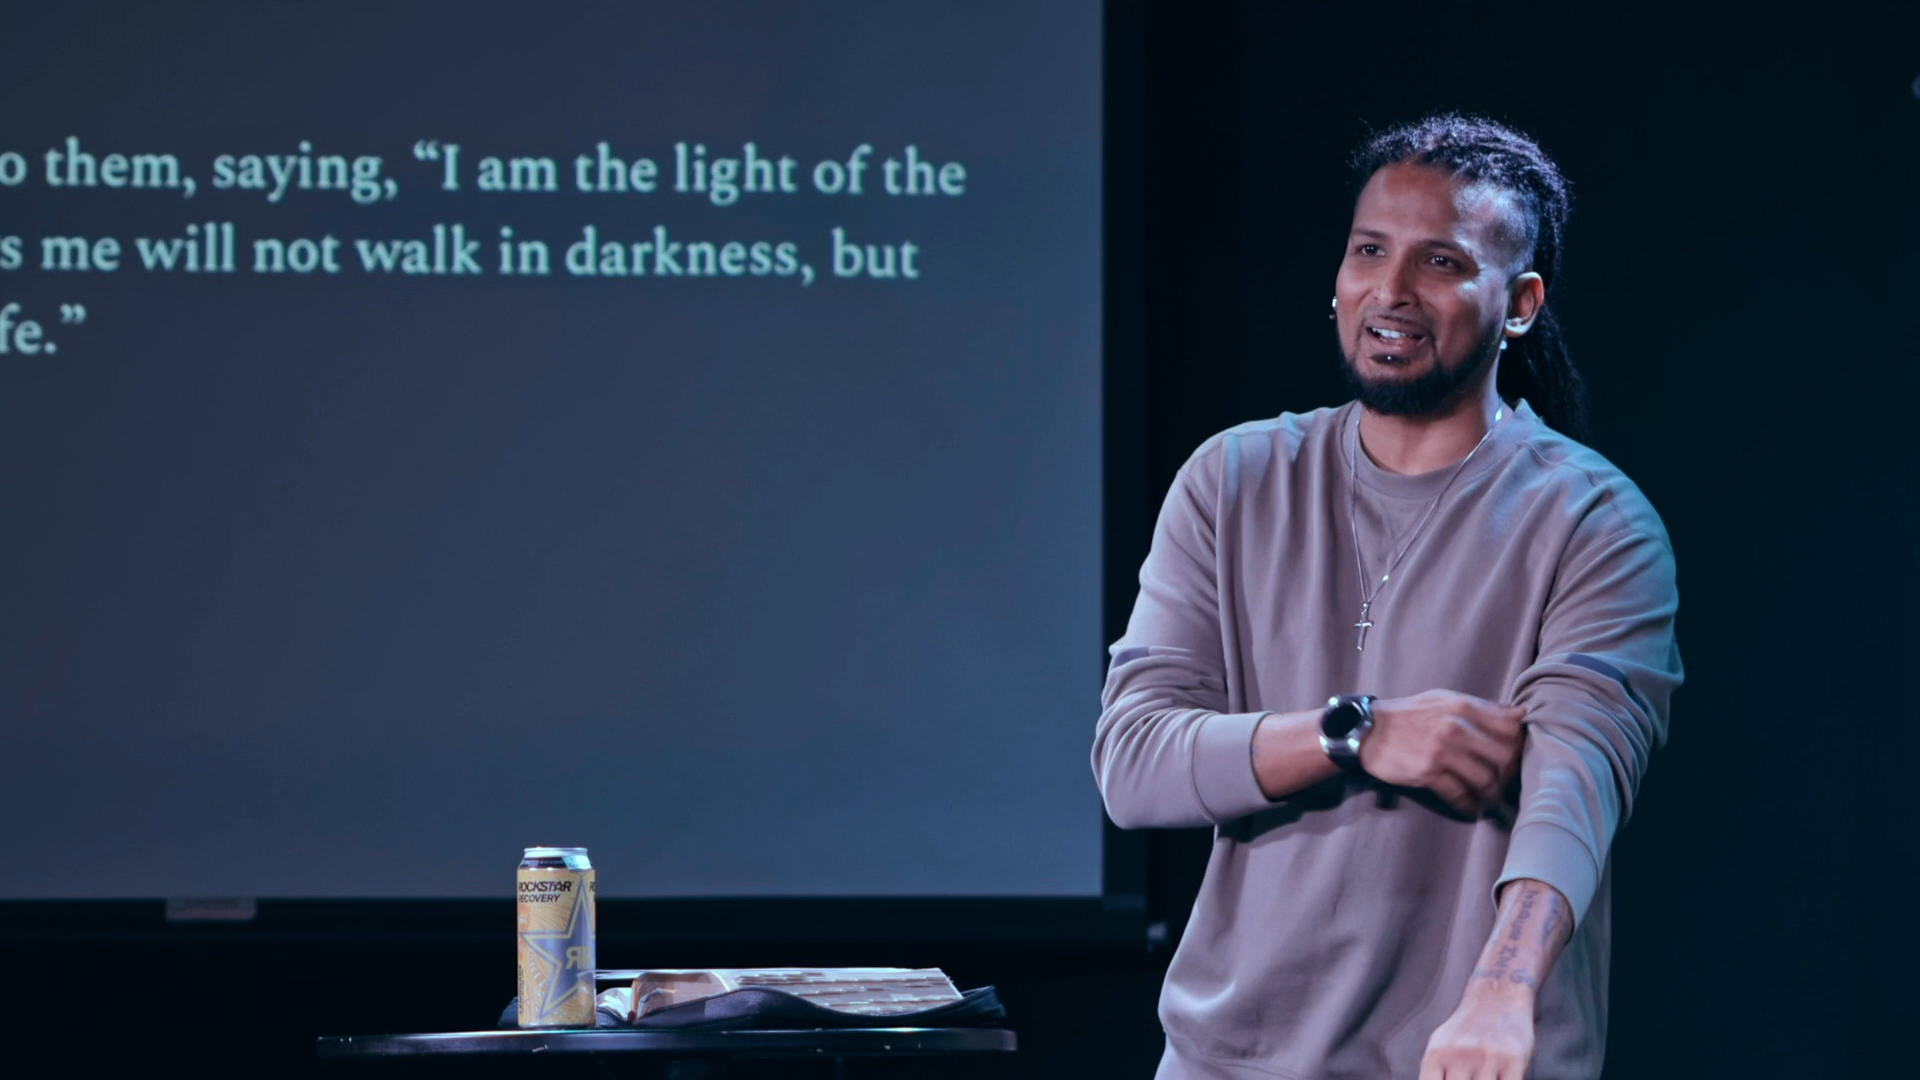 o them, saying, “I am the light of the
s me will not walk in darkness, but
fe.”
ROCKSTAR
RECOVERY